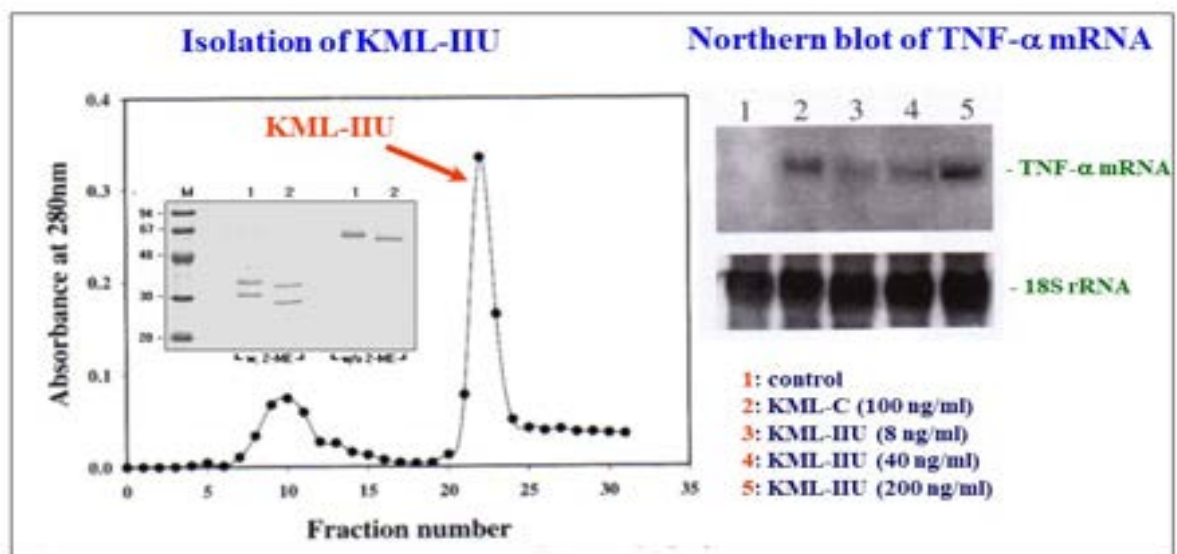 Isolation of KML-IIU
Northern blot of TNF-α mRNA
0.4
0.3
0.2
0.1
0.0
Absorbance at 280nm
KML-IIU
M 1 2 1 2
94 -
67 -
30 -
20 -
w, 2-ME
w/o 2-ME
0 5 10 15 20 25 30 35
Fraction number
1 2 3 4 5
- TNF-α mRNA
- 18S rRNA
1: control
2: KML-C (100 ng/ml)
3: KML-IIU (8 ng/ml)
4: KML-IIU (40 ng/ml)
5: KML-IIU (200 ng/ml)